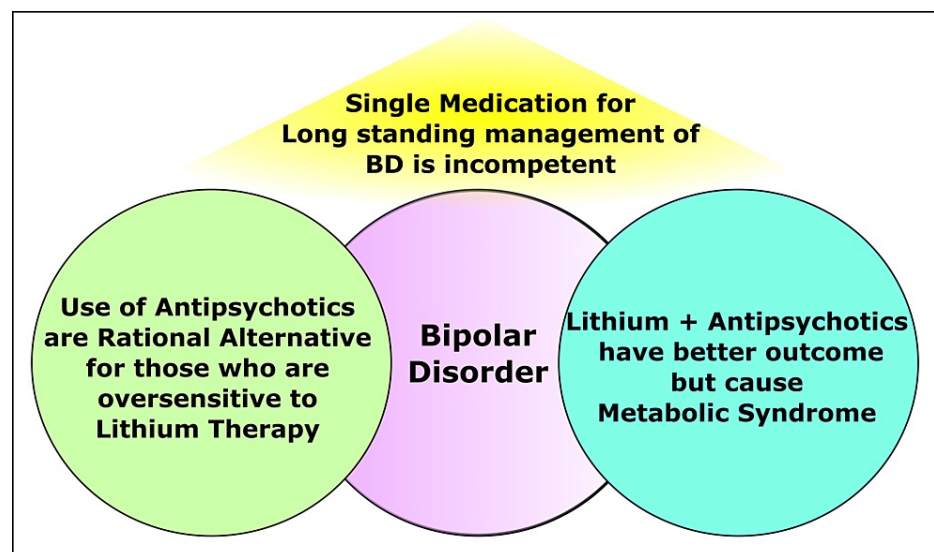 Single Medication for
Long standing management of
BD is incompetent
Use of Antipsychotics
are Rational Alternative
for those who are
oversensitive to
Lithium Therapy
Bipolar
Disorder
Lithium + Antipsychotics
have better outcome
but cause
Metabolic Syndrome